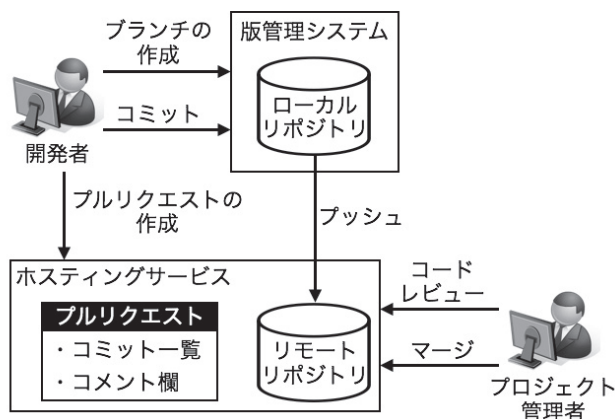 ブランチの
作成
コミット
開発者
版管理システム
ローカル
リポジトリ
プルリクエストの
作成
プッシュ
ホスティングサービス
プルリクエスト
・コミット一覧
・コメント欄
リモート
リポジトリ
コード
レビュー
マージ
プロジェクト
管理者